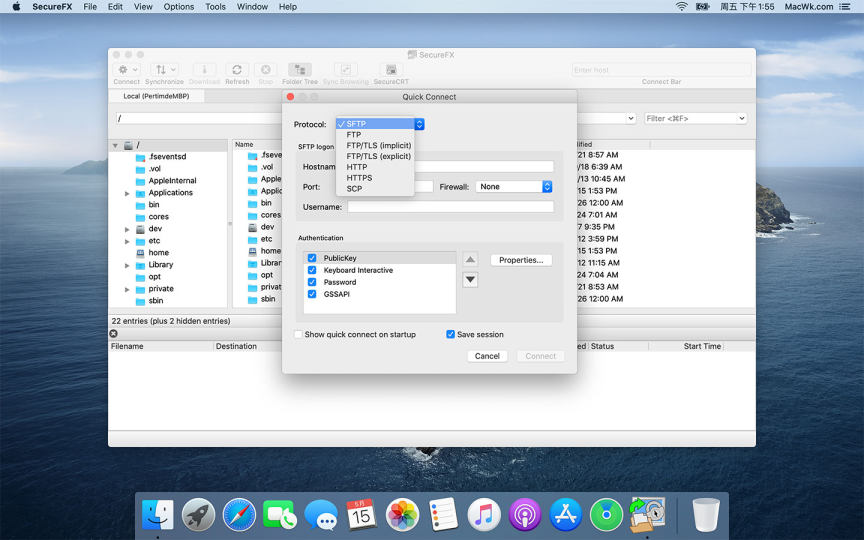 SecureFX File Edit View Options Tools Window Help 周五 下午1:55 MacWk.com
SecureFX
Connect Synchronize Download Refresh Stop Folder Tree Sync Browsing SecureCRT
Enter host
Connect Bar
Local (PertimdeMBP)
/
Filter <⌘F>
/
.fseventsd
.vol
AppleInternal
Applications
bin
cores
dev
etc
home
Library
opt
private
sbin
Name
.fseve
.vol
Apple
Applic
bin
cores
dev
etc
home
Librar
opt
privat
sbin
ified
/21 8:57 AM
/18 6:39 AM
/13 10:45 AM
15 1:53 PM
26 12:00 AM
24 7:01 AM
7 9:35 PM
12 3:59 PM
15 1:53 PM
12 11:15 AM
24 7:04 AM
21 8:53 AM
26 12:00 AM
22 entries (plus 2 hidden entries)
Filename Destination ed Status Start Time
Quick Connect
Protocol:
SFTP
FTP
FTP/TLS (implicit)
FTP/TLS (explicit)
HTTP
HTTPS
SCP
SFTP logon
Hostnam
Port:
Firewall: None
Username:
Authentication
PublicKey
Keyboard Interactive
Password
GSSAPI
Properties...
Show quick connect on startup
Save session
Cancel Connect
5月
15